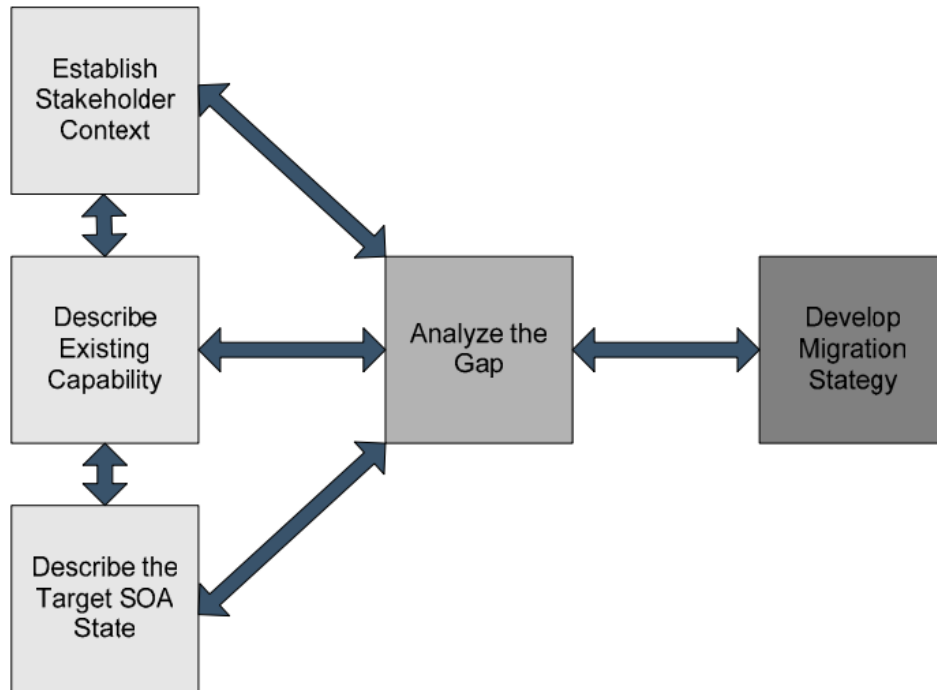 Establish
Stakeholder
Context
Describe
Existing
Capability
Describe the
Target SOA
State
Analyze the
Gap
Develop
Migration
Stategy